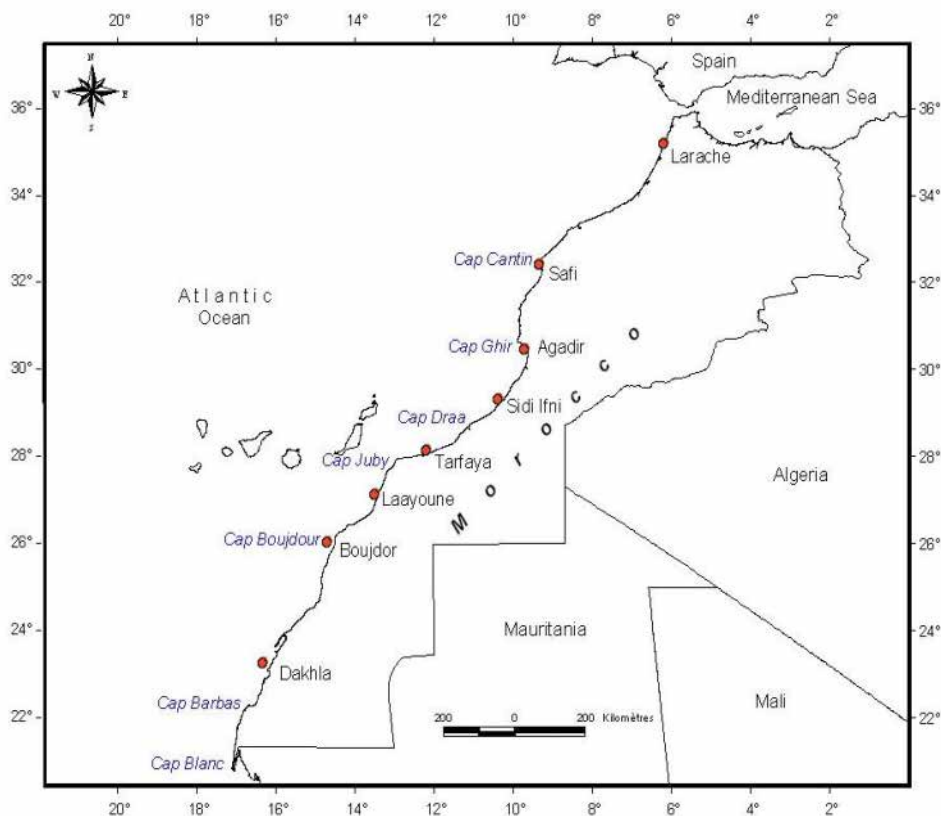 20° 18° 16° 14° 12° 10° 8° 6° 4° 2°
N
W E
S
Spain
Mediterranean Sea
36° 36°
Larache
34° 34°
Cap Cantin
Safi
32° 32°
Atlantic
Ocean
Cap Ghir
Agadir
30° 30°
Sidi Ifni
Cap Draa
28° 28°
Cap Juby
Tarfaya
Morocco
Algeria
Laayoune
26° 26°
Cap Boujdour
Boujdor
24° 24°
Mauritania
Dakhla
Cap Barbas
Mali
22° 22°
200 0 200 Kilomètres
Cap Blanc
20° 18° 16° 14° 12° 10° 8° 6° 4° 2°